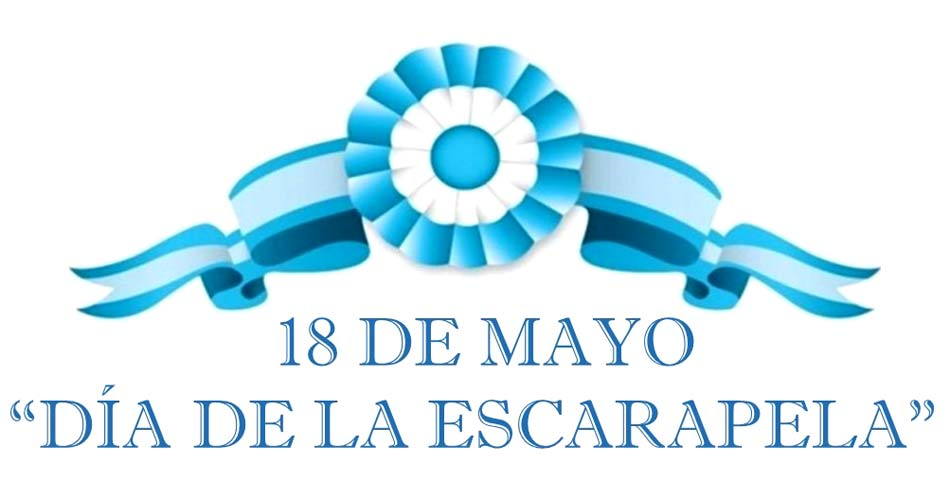 18 DE MAYO
“DÍA DE LA ESCARAPELA”